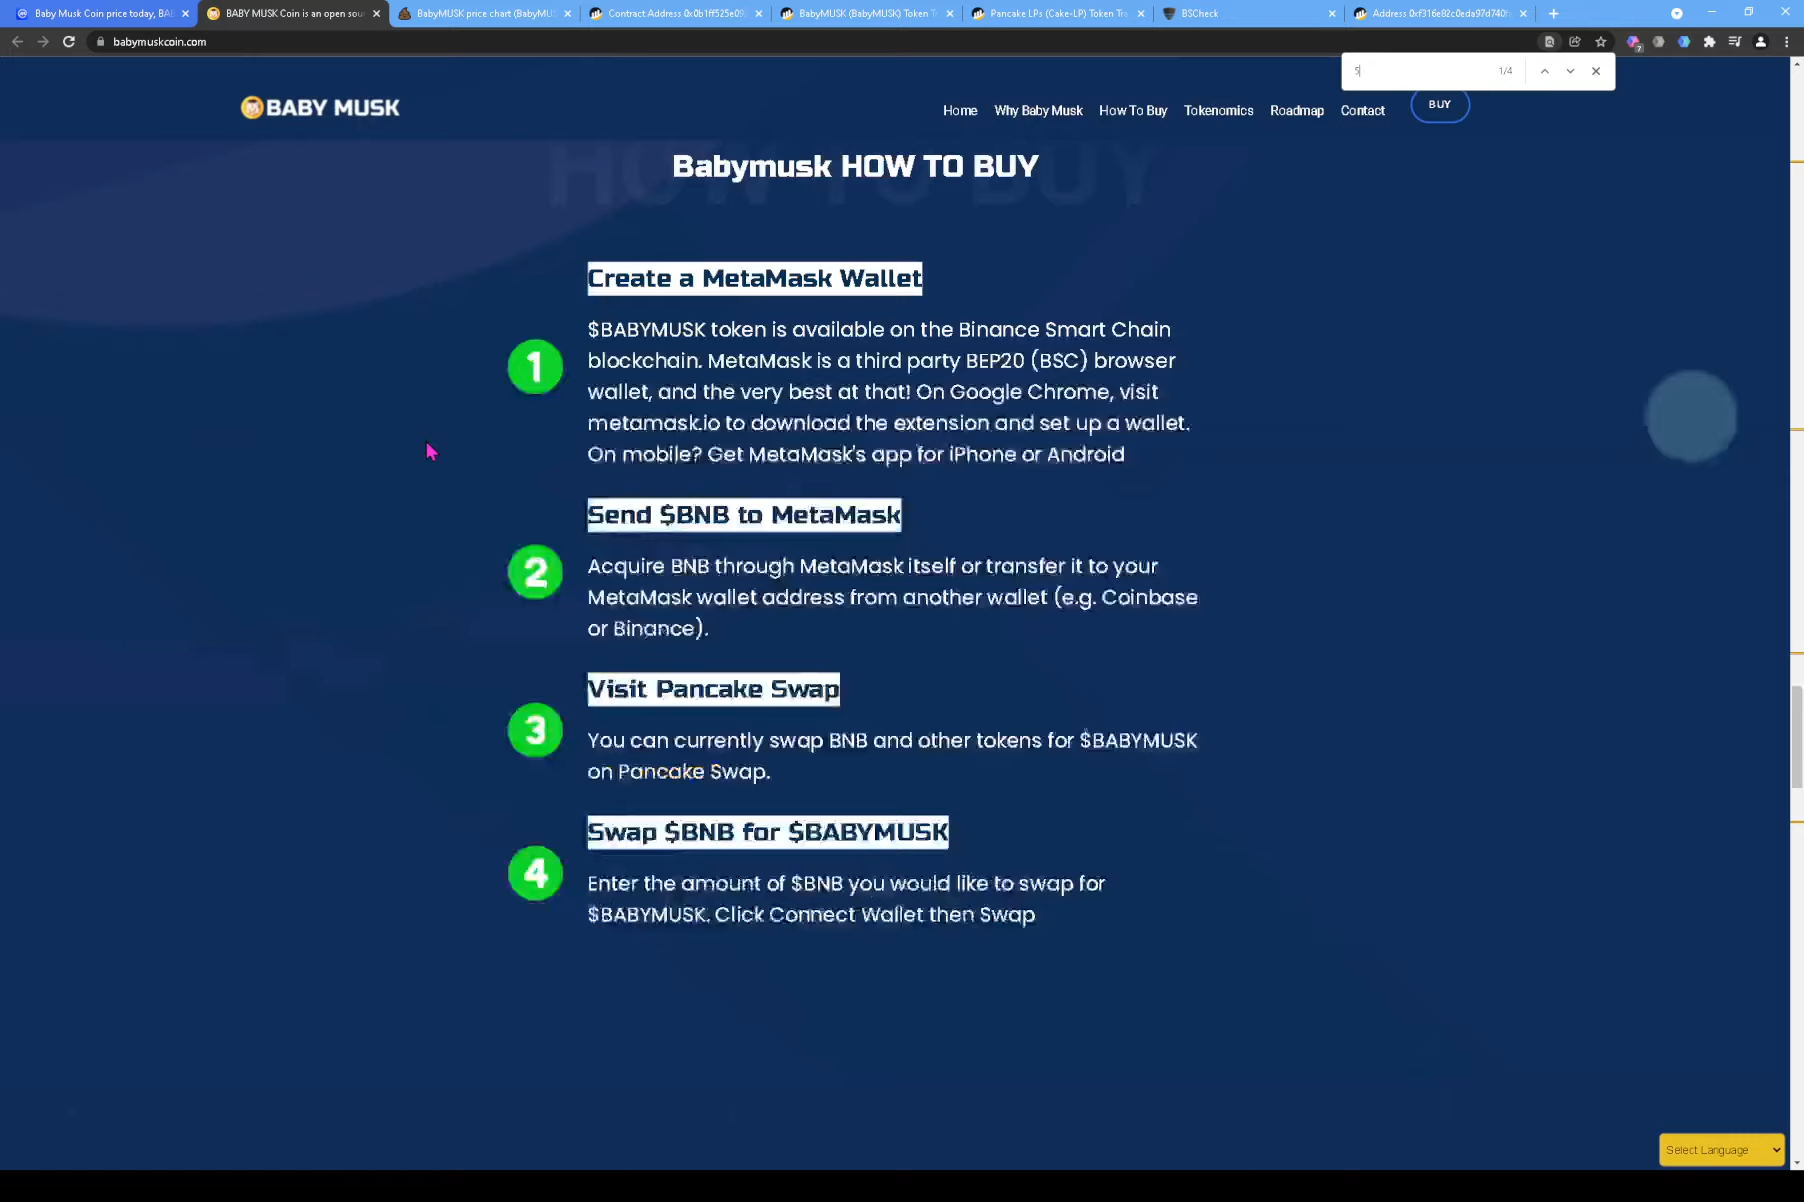 Baby Musk Coin price today, BAB
BABY MUSK Coin is an open sou
BabyMUSK price chart (BabyMU
Contract Address 0x0b1ff525e09
BabyMUSK (BabyMUSK) Token T
Pancake LPs (Cake-LP) Token Tra
BSCheck
Address 0xf316e82c0eda97d740f
babymuskcoin.com
5
1/4
BABY MUSK
Home Why Baby Musk How To Buy Tokenomics Roadmap Contact BUY
HOW TO BUY
Babymusk HOW TO BUY
Create a MetaMask Wallet
1
$BABYMUSK token is available on the Binance Smart Chain
blockchain. MetaMask is a third party BEP20 (BSC) browser
wallet, and the very best at that! On Google Chrome, visit
metamask.io to download the extension and set up a wallet.
On mobile? Get MetaMask's app for iPhone or Android
Send $BNB to MetaMask
2
Acquire BNB through MetaMask itself or transfer it to your
MetaMask wallet address from another wallet (e.g. Coinbase
or Binance).
Visit Pancake Swap
3
You can currently swap BNB and other tokens for $BABYMUSK
on Pancake Swap.
Swap $BNB for $BABYMUSK
4
Enter the amount of $BNB you would like to swap for
$BABYMUSK. Click Connect Wallet then Swap
Select Language